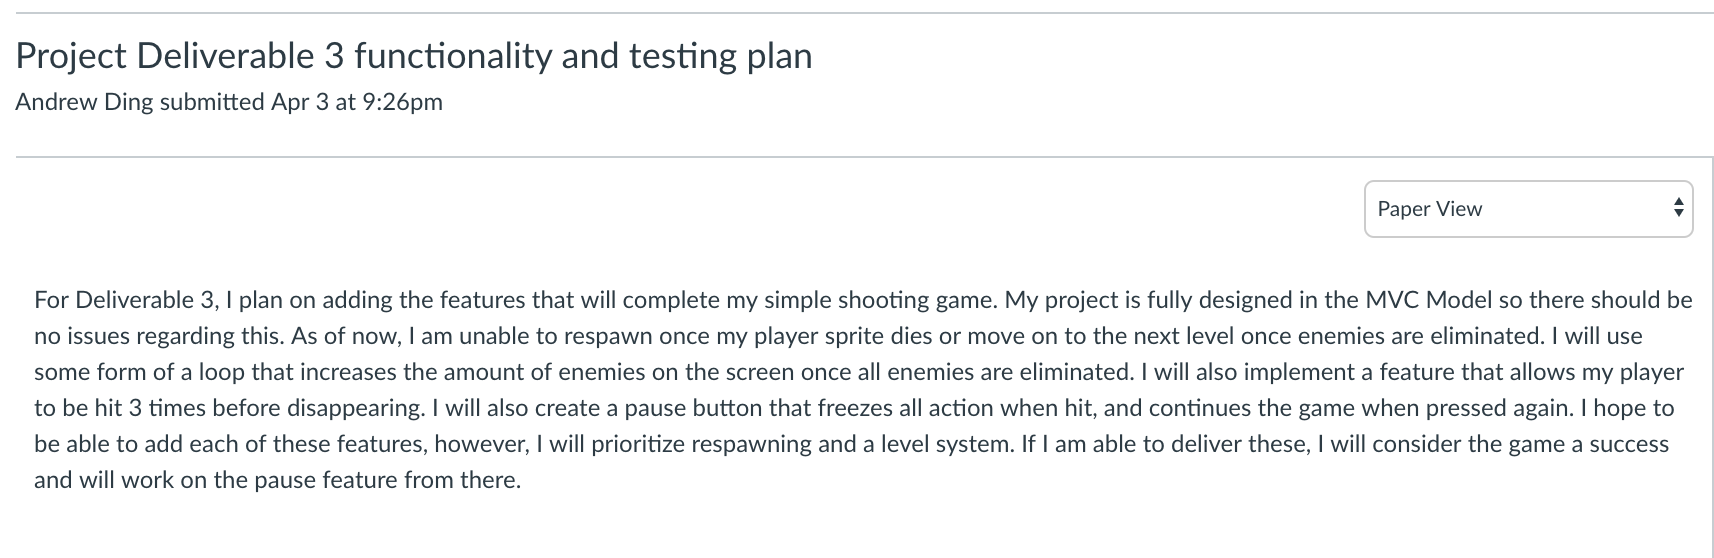 Project Deliverable 3 functionality and testing plan
Andrew Ding submitted Apr 3 at 9:26pm
Paper View
For Deliverable 3, I plan on adding the features that will complete my simple shooting game. My project is fully designed in the MVC Model so there should be
no issues regarding this. As of now, I am unable to respawn once my player sprite dies or move on to the next level once enemies are eliminated. I will use
some form of a loop that increases the amount of enemies on the screen once all enemies are eliminated. I will also implement a feature that allows my player
to be hit 3 times before disappearing. I will also create a pause button that freezes all action when hit, and continues the game when pressed again. I hope to
be able to add each of these features, however, I will prioritize respawning and a level system. If I am able to deliver these, I will consider the game a success
and will work on the pause feature from there.